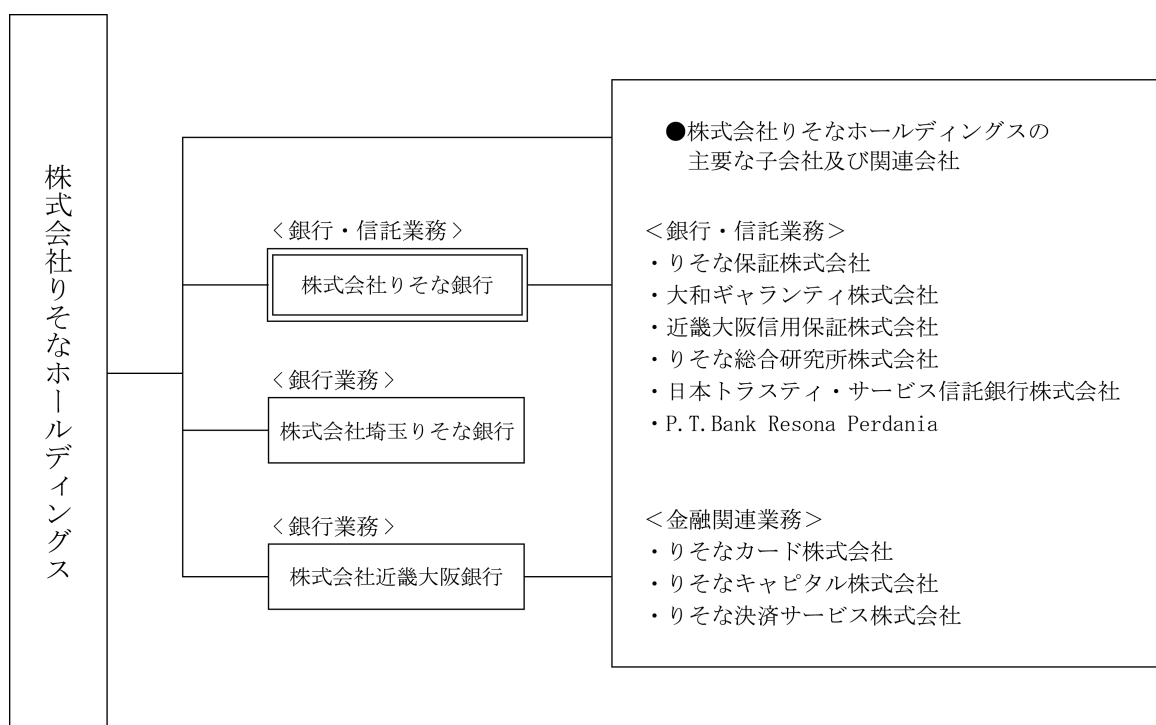 株式会社りそなホールディングス
＜銀行・信託業務＞
株式会社りそな銀行
＜銀行業務＞
株式会社埼玉りそな銀行
＜銀行業務＞
株式会社近畿大阪銀行
●株式会社りそなホールディングスの
主要な子会社及び関連会社
＜銀行・信託業務＞
・りそな保証株式会社
・大和ギャランティ株式会社
・近畿大阪信用保証株式会社
・りそな総合研究所株式会社
・日本トラスティ・サービス信託銀行株式会社
・P.T.Bank Resona Perdania
＜金融関連業務＞
・りそなカード株式会社
・りそなキャピタル株式会社
・りそな決済サービス株式会社